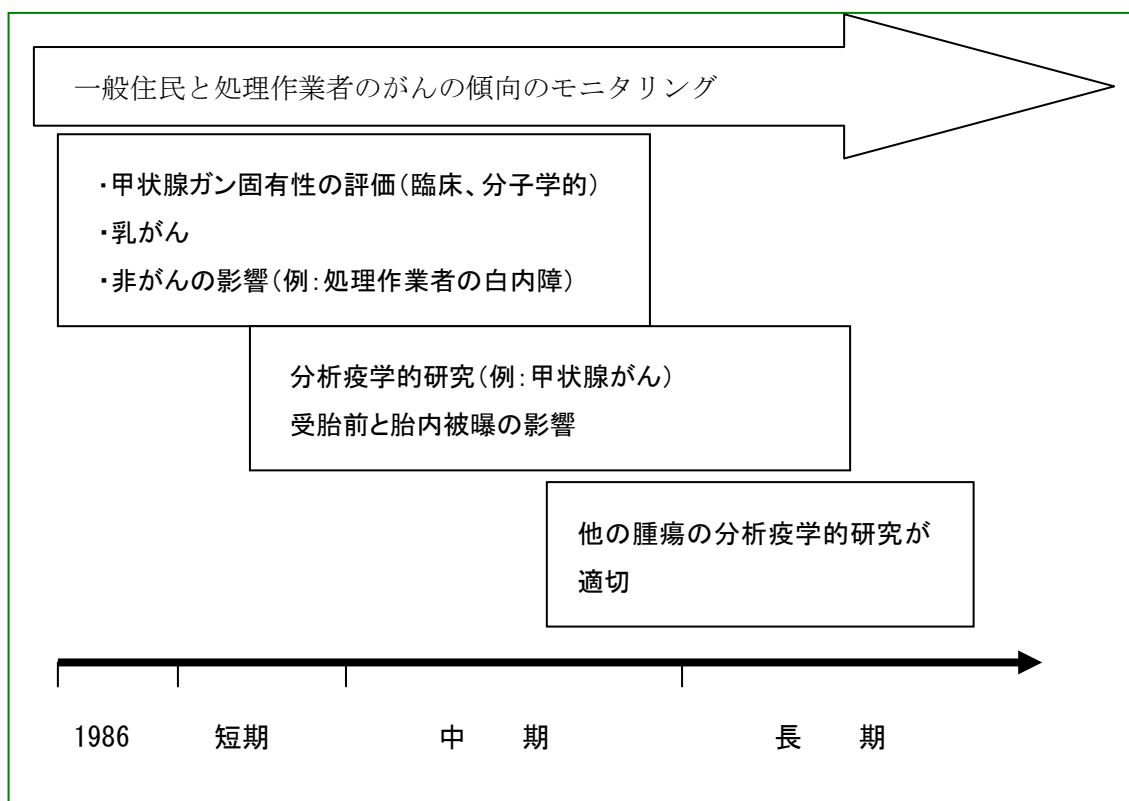 一般住民と処理作業者のがんの傾向のモニタリング
・甲状腺ガン固有性の評価(臨床、分子学的)
・乳がん
・非がんの影響(例:処理作業者の白内障)
分析疫学的研究(例:甲状腺がん)
受胎前と胎内被曝の影響
他の腫瘍の分析疫学的研究が
適切
1986 短期 中 期 長 期